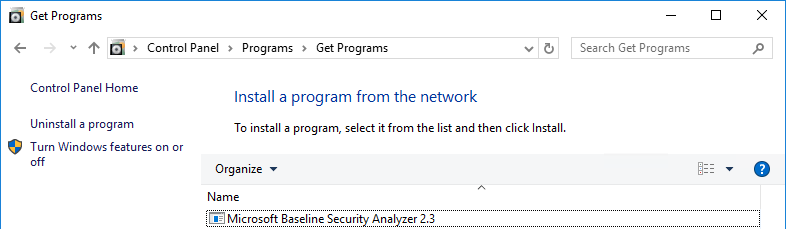 Get Programs
Control Panel > Programs > Get Programs
Search Get Programs
Control Panel Home
Install a program from the network
Uninstall a program
To install a program, select it from the list and then click Install.
Turn Windows features on or
off
Organize
?
Name
Microsoft Baseline Security Analyzer 2.3